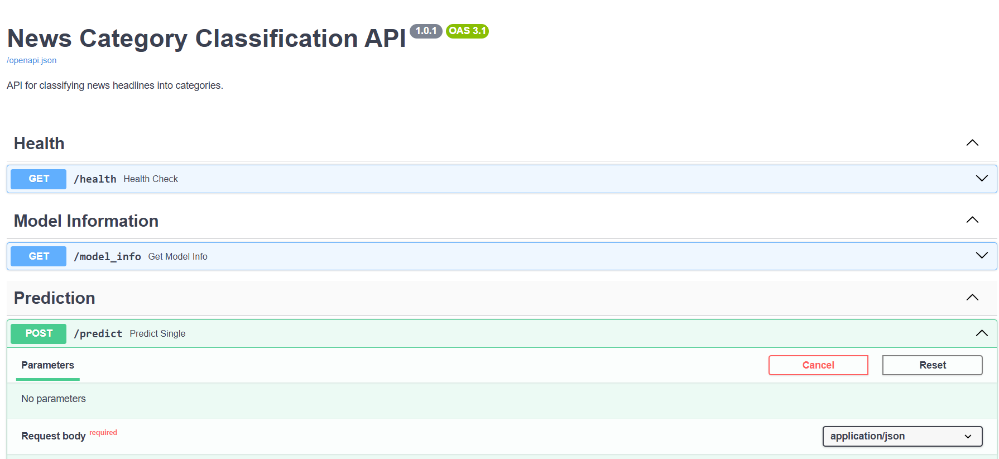 News Category Classification API 1.0.1 OAS 3.1
/openapi.json
API for classifying news headlines into categories.
Health
GET /health Health Check
Model Information
GET /model_info Get Model Info
Prediction
POST /predict Predict Single
Parameters Cancel Reset
No parameters
Request body required application/json